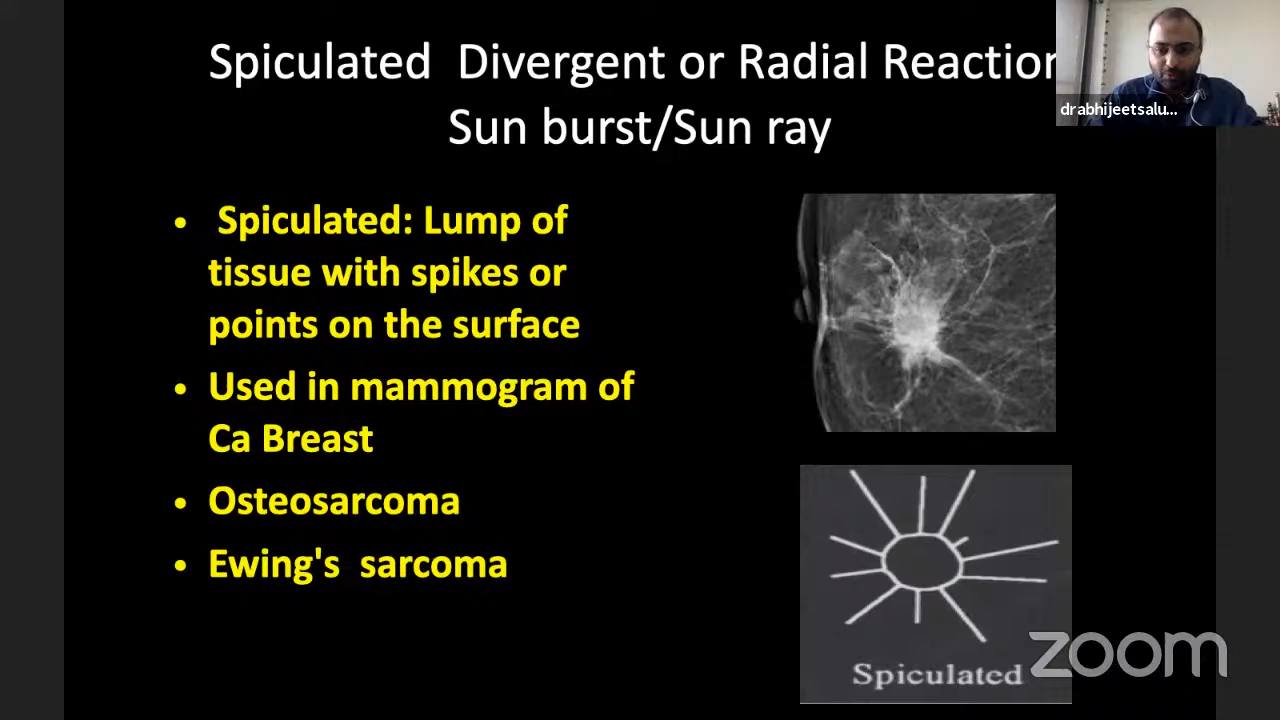 Spiculated Divergent or Radial Reaction
Sun burst/Sun ray
drabhijeetsalu...
• Spiculated: Lump of
tissue with spikes or
points on the surface
• Used in mammogram of
Ca Breast
• Osteosarcoma
• Ewing's sarcoma
Spiculated
zoom